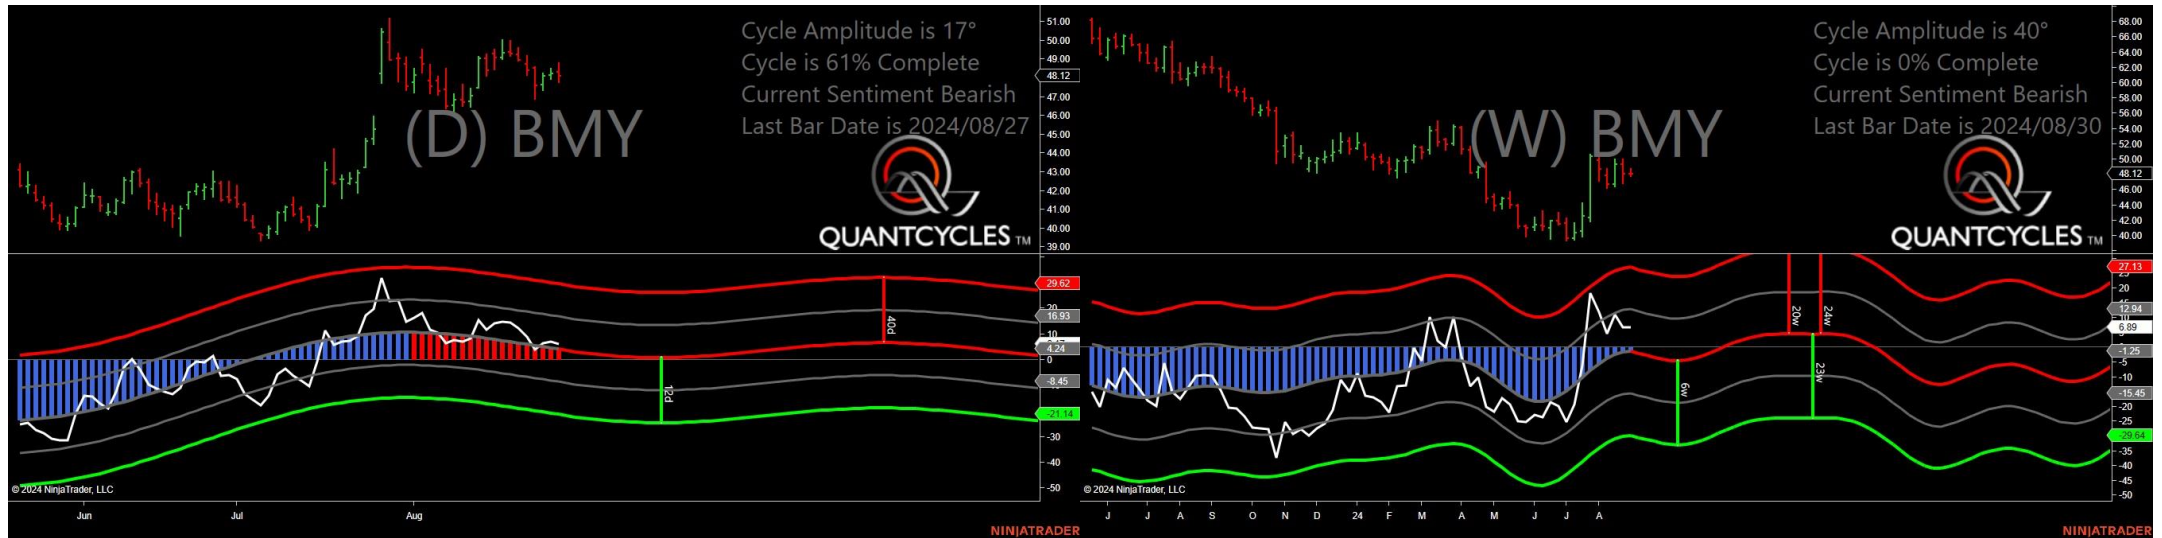 Cycle Amplitude is 17°
Cycle is 61% Complete
Current Sentiment Bearish
Last Bar Date is 2024/08/27
(D) BMY
QUANTCYCLES TM
51.00
50.00
49.00
48.12
47.00
46.00
45.00
44.00
43.00
42.00
41.00
40.00
39.00
29.62
20
16.93
10
4.24
0
-8.45
-21.14
-30
-40
-50
40d
12d
© 2024 NinjaTrader, LLC
Jun Jul Aug
NINJATRADER
Cycle Amplitude is 40°
Cycle is 0% Complete
Current Sentiment Bearish
Last Bar Date is 2024/08/30
(W) BMY
QUANTCYCLES TM
68.00
66.00
64.00
62.00
60.00
58.00
56.00
54.00
52.00
50.00
48.12
46.00
44.00
42.00
40.00
27.13
20
12.94
6.89
-1.25
-5
-10
-15.45
-20
-25
-29.64
-35
-40
-45
-50
20w
24w
6w
23w
© 2024 NinjaTrader, LLC
J J A S O N D 24 F M A M J J A
NINJATRADER